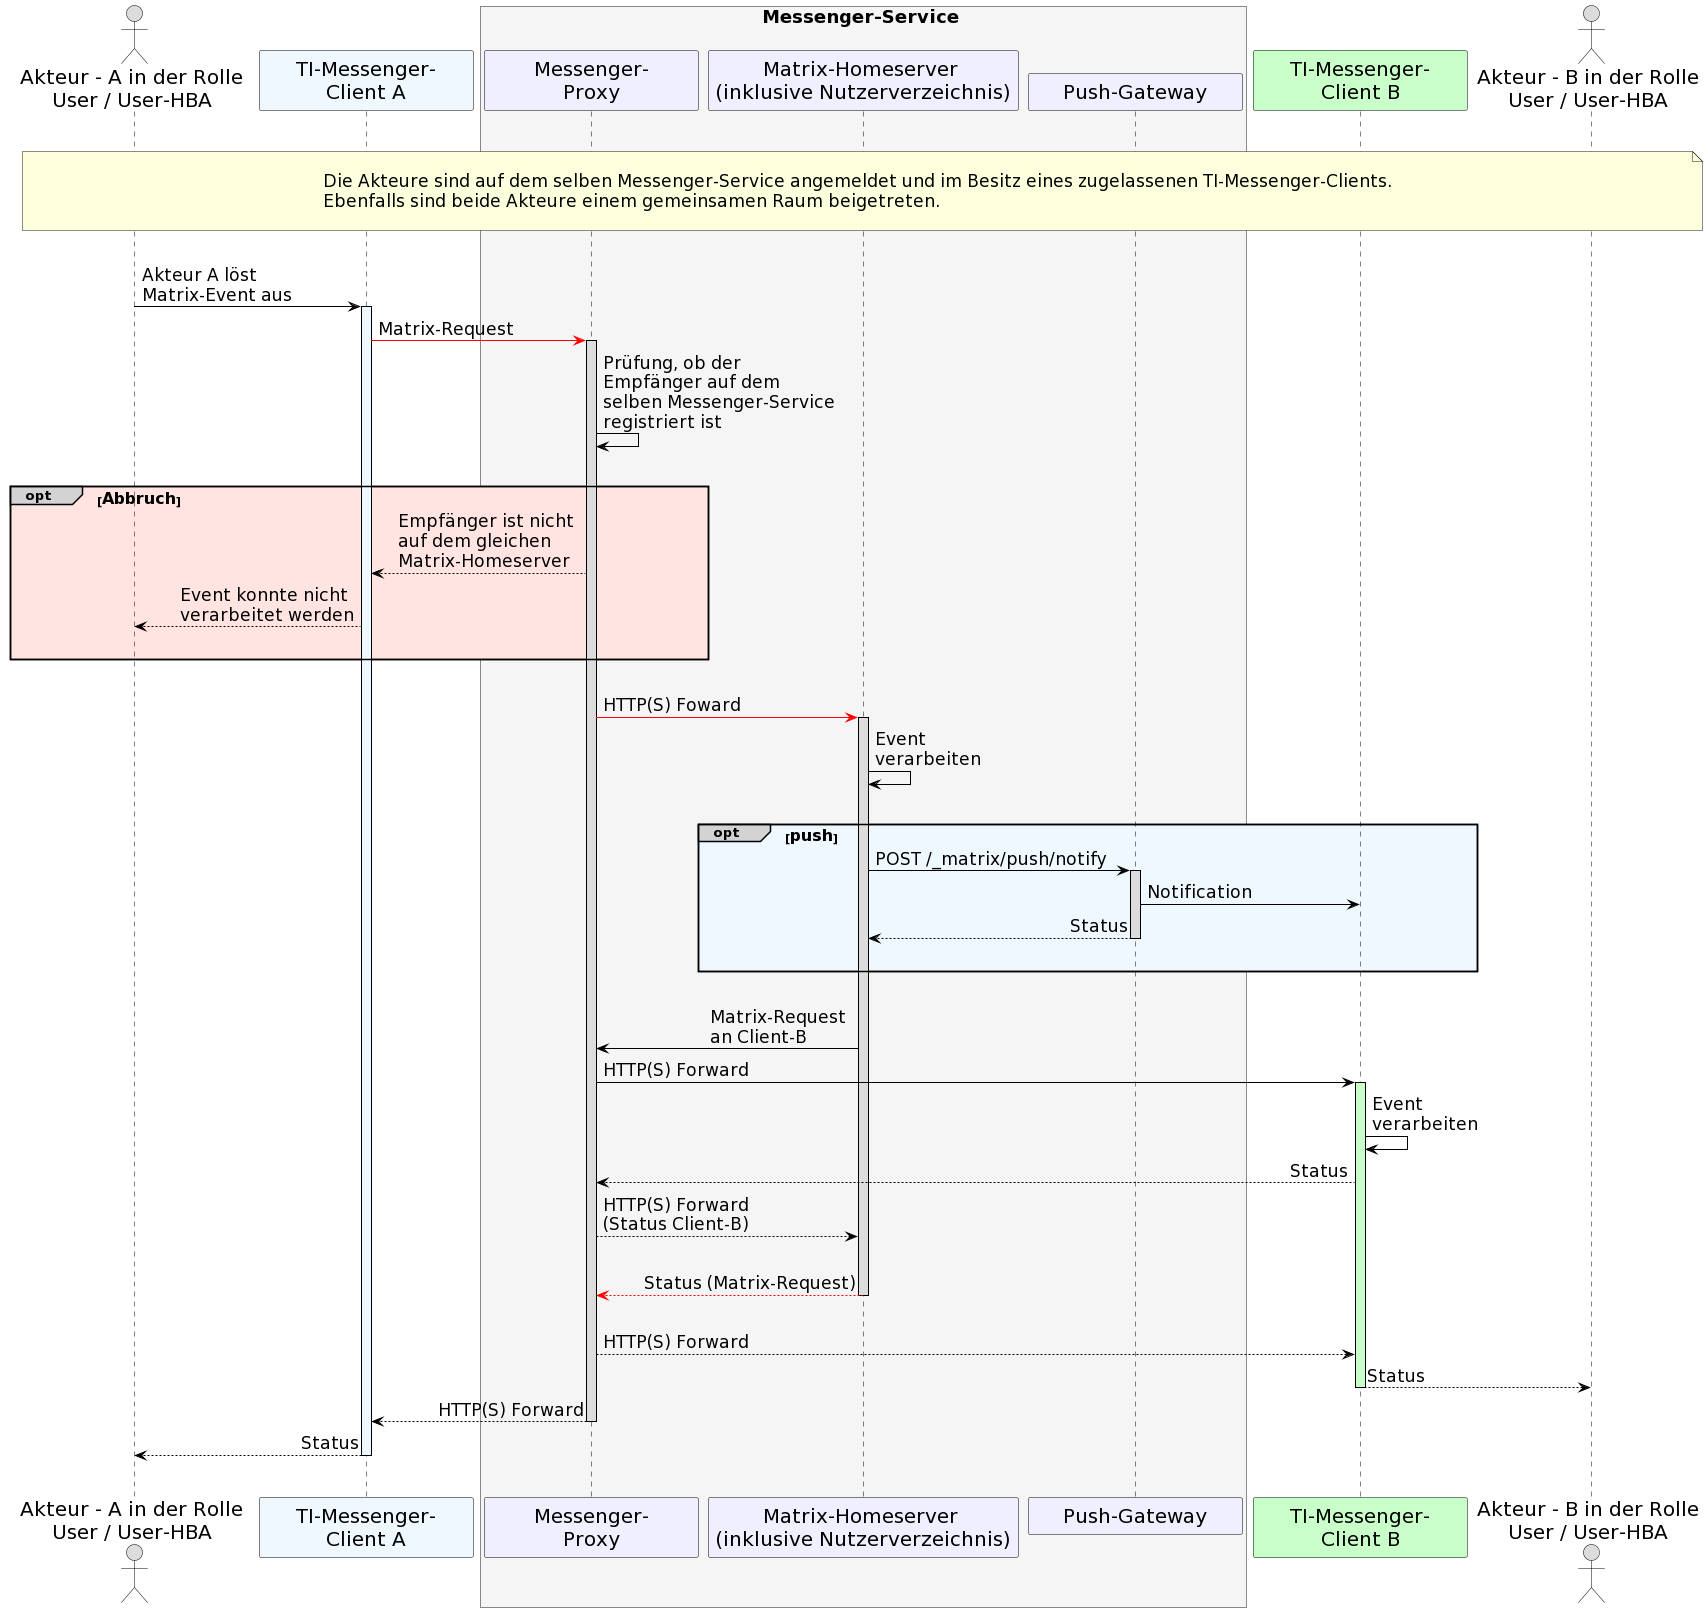 Messenger-Service
Akteur - A in der Rolle
User / User-HBA
TI-Messenger-
Client A
Messenger-
Proxy
Matrix-Homeserver
(inklusive Nutzerverzeichnis)
Push-Gateway
TI-Messenger-
Client B
Akteur - B in der Rolle
User / User-HBA
Die Akteure sind auf dem selben Messenger-Service angemeldet und im Besitz eines zugelassenen TI-Messenger-Clients.
Ebenfalls sind beide Akteure einem gemeinsamen Raum beigetreten.
Akteur A löst
Matrix-Event aus
Matrix-Request
Prüfung, ob der
Empfänger auf dem
selben Messenger-Service
registriert ist
opt [Abbruch]
Empfänger ist nicht
auf dem gleichen
Matrix-Homeserver
Event konnte nicht
verarbeitet werden
HTTP(S) Foward
Event
verarbeiten
opt [push]
POST /_matrix/push/notify
Notification
Status
Matrix-Request
an Client-B
HTTP(S) Forward
Event
verarbeiten
Status
HTTP(S) Forward
(Status Client-B)
Status (Matrix-Request)
HTTP(S) Forward
Status
HTTP(S) Forward
Status
Akteur - A in der Rolle
User / User-HBA
TI-Messenger-
Client A
Messenger-
Proxy
Matrix-Homeserver
(inklusive Nutzerverzeichnis)
Push-Gateway
TI-Messenger-
Client B
Akteur - B in der Rolle
User / User-HBA